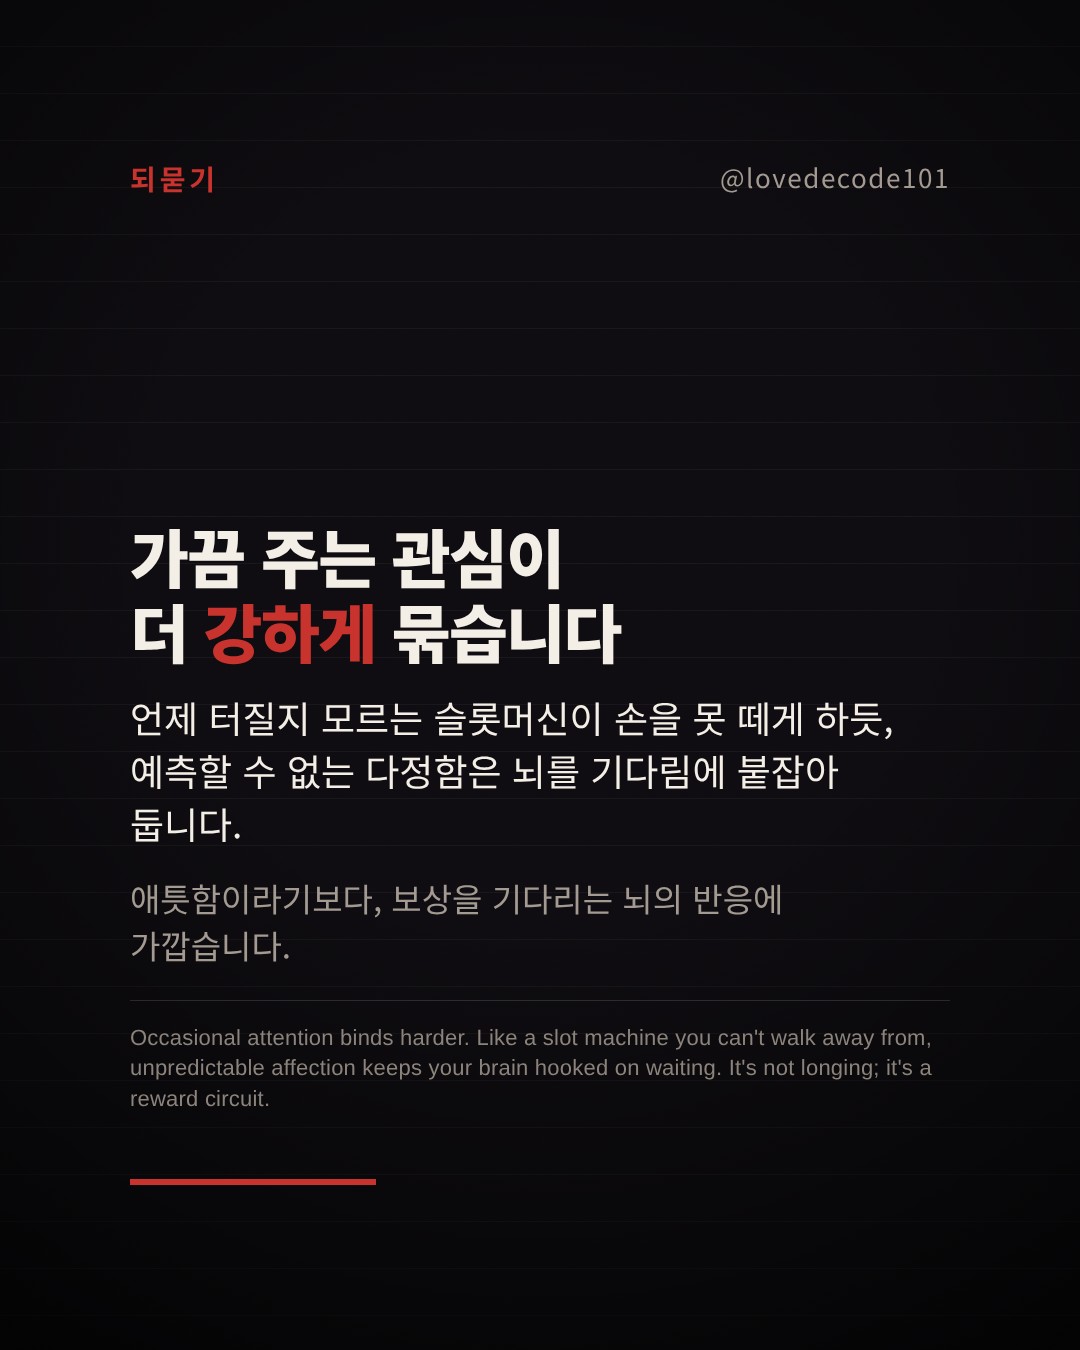 되묻기
@lovedecode101
가끔 주는 관심이
더 강하게 묶습니다
언제 터질지 모르는 슬롯머신이 손을 못 떼게 하듯,
예측할 수 없는 다정함은 뇌를 기다림에 붙잡아
둡니다.
애틋함이라기보다, 보상을 기다리는 뇌의 반응에
가깝습니다.
Occasional attention binds harder. Like a slot machine you can't walk away from,
unpredictable affection keeps your brain hooked on waiting. It's not longing; it's a
reward circuit.